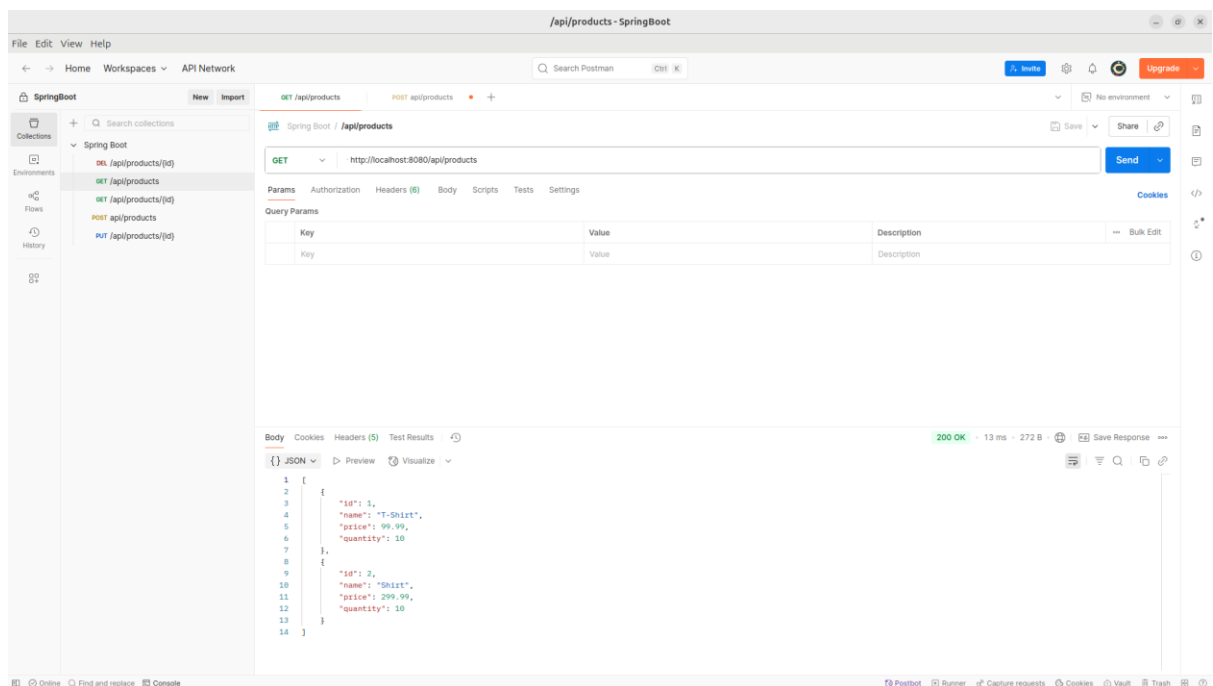 /api/products - SpringBoot
File Edit View Help
Home Workspaces API Network
Search Postman Ctrl K
Invite
Upgrade
SpringBoot New Import
GET /api/products
POST api/products
No environment
Collections
Environments
Flows
History
Search collections
Spring Boot
DEL /api/products/{id}
GET /api/products
GET /api/products/{id}
POST api/products
PUT /api/products/{id}
Spring Boot / /api/products
Save Share
GET http://localhost:8080/api/products
Send
Params Authorization Headers (6) Body Scripts Tests Settings
Cookies
Query Params
Key Value Description Bulk Edit
Key Value Description
Body Cookies Headers (5) Test Results
200 OK 13 ms 272 B Save Response
{} JSON Preview Visualize
1 [
2 {
3 "id": 1,
4 "name": "T-Shirt",
5 "price": 99.99,
6 "quantity": 10
7 },
8 {
9 "id": 2,
10 "name": "Shirt",
11 "price": 299.99,
12 "quantity": 10
13 }
14 ]
Online Find and replace Console
Postbot Runner Capture requests Cookies Vault Trash